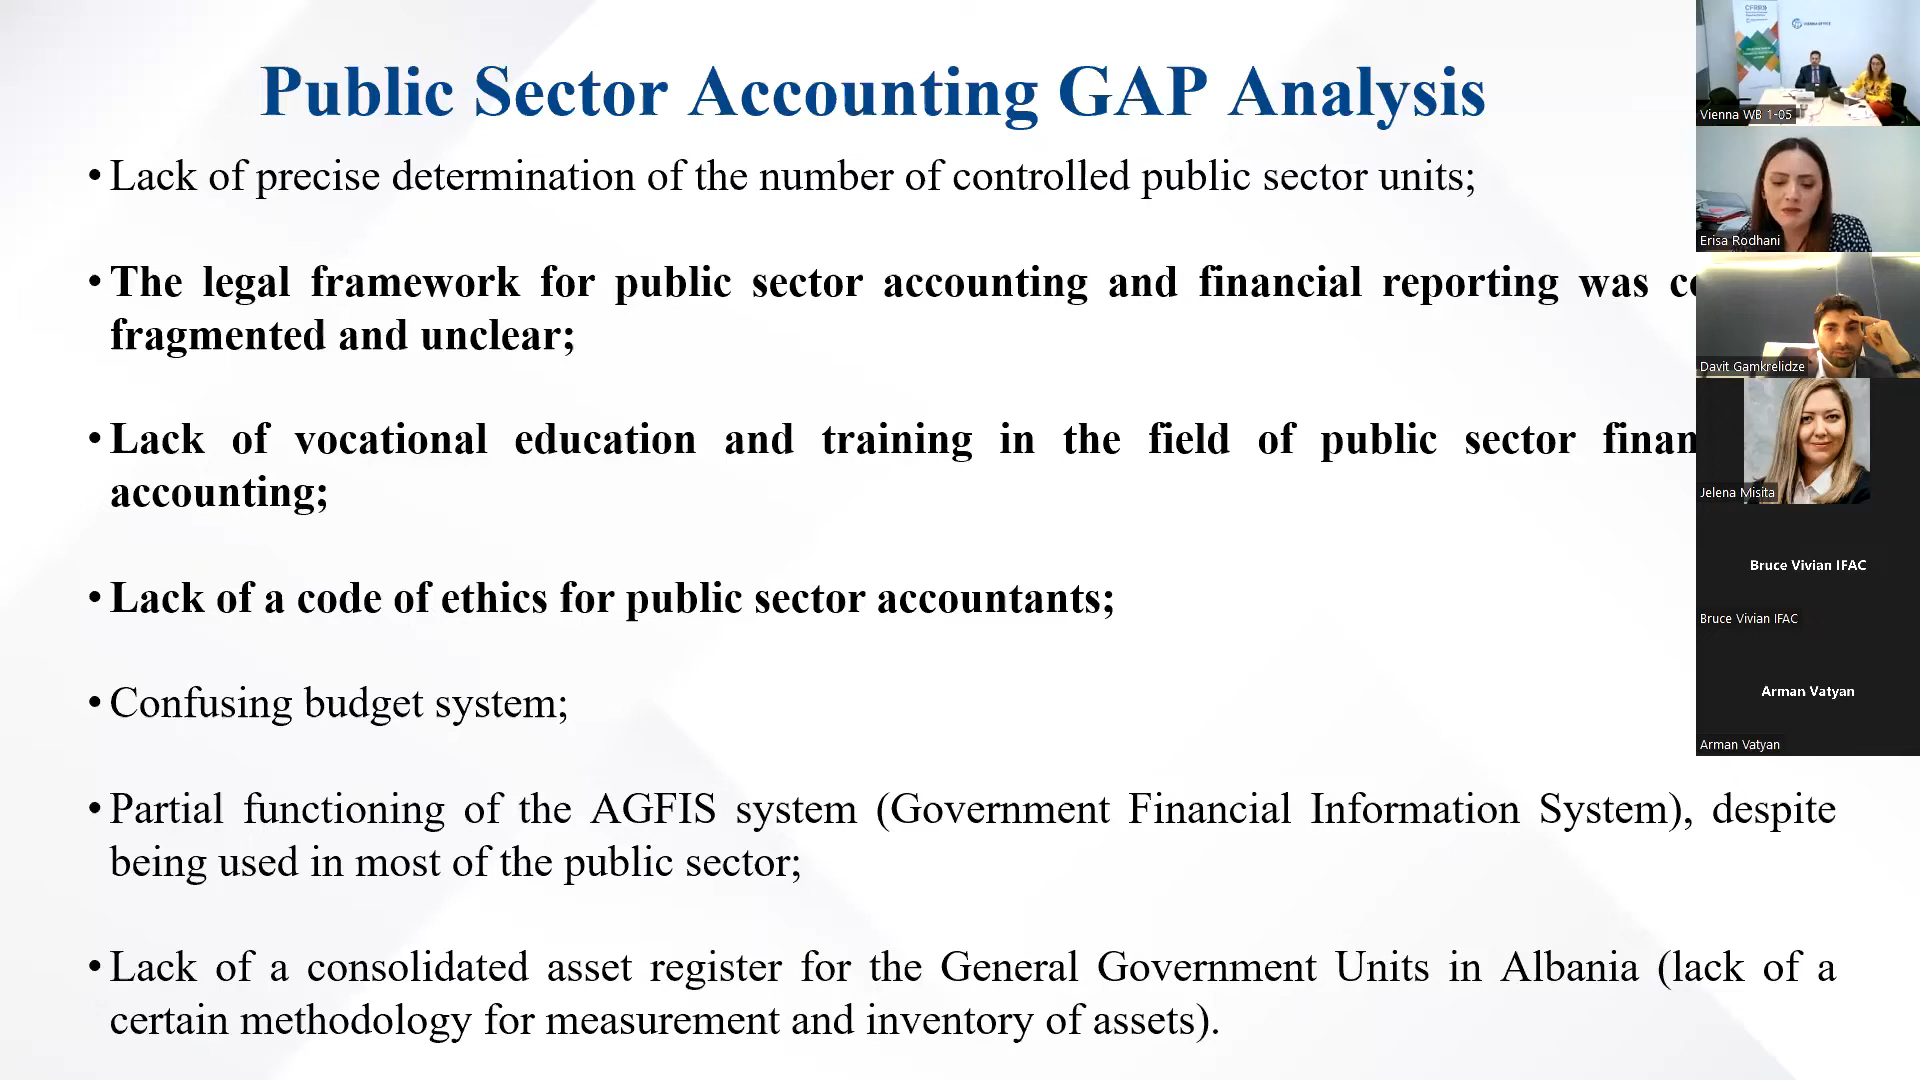 Public Sector Accounting GAP Analysis
• Lack of precise determination of the number of controlled public sector units;
• The legal framework for public sector accounting and financial reporting was
fragmented and unclear;
• Lack of vocational education and training in the field of public sector
accounting;
• Lack of a code of ethics for public sector accountants;
• Confusing budget system;
• Partial functioning of the AGFIS system (Government Financial Information System), despite
being used in most of the public sector;
• Lack of a consolidated asset register for the General Government Units in Albania (lack of a
certain methodology for measurement and inventory of assets).
CFRR
Vienna WB 1-05
Erisa Rodhani
Davit Gamkrelidze
Jelena Misita
Bruce Vivian IFAC
Bruce Vivian IFAC
Arman Vatyan
Arman Vatyan